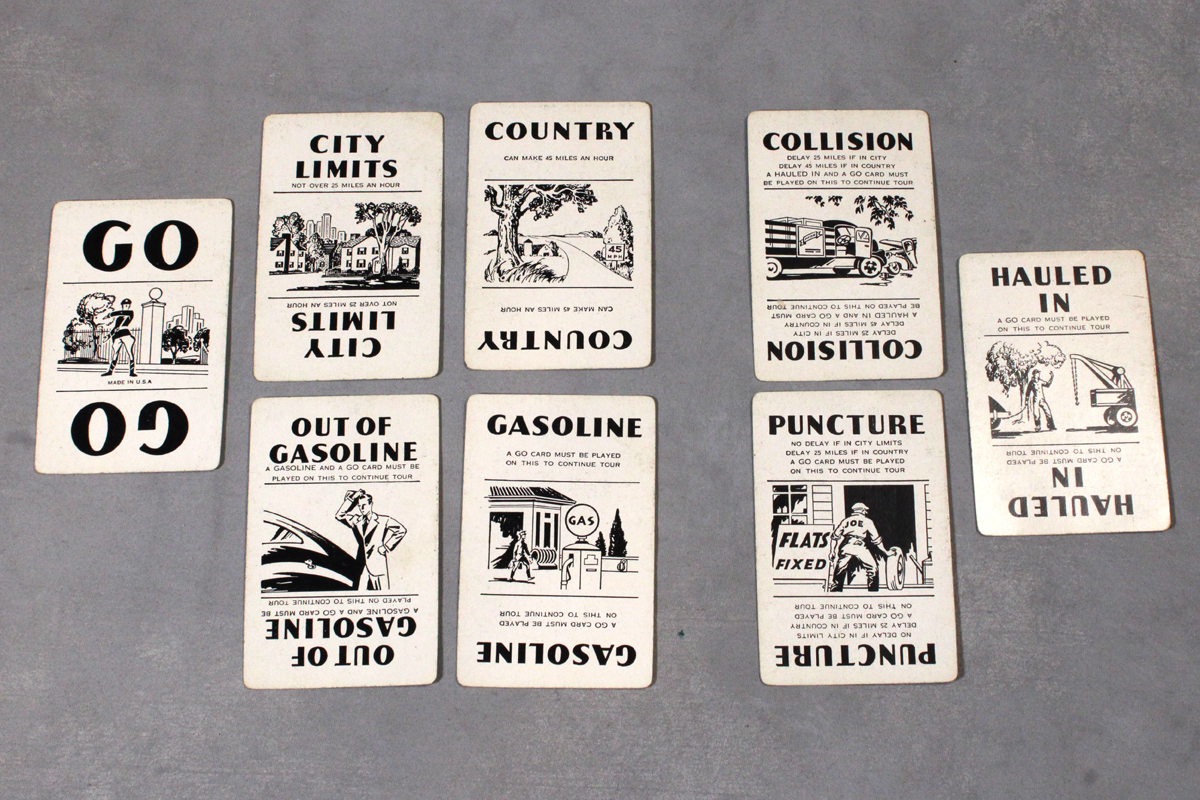 GO
MADE IN U.S.A
GO
CITY
LIMITS
NOT OVER 25 MILES AN HOUR
NOT OVER 25 MILES AN HOUR
LIMITS
CITY
COUNTRY
CAN MAKE 45 MILES AN HOUR
45
MPH
CAN MAKE 45 MILES AN HOUR
COUNTRY
COLLISION
DELAY 25 MILES IF IN CITY
DELAY 45 MILES IF IN COUNTRY
A HAULED IN AND A GO CARD MUST
BE PLAYED ON THIS TO CONTINUE TOUR
BE PLAYED ON THIS TO CONTINUE TOUR
A HAULED IN AND A GO CARD MUST
DELAY 45 MILES IF IN COUNTRY
DELAY 25 MILES IF IN CITY
COLLISION
HAULED
IN
A GO CARD MUST BE PLAYED
ON THIS TO CONTINUE TOUR
ON THIS TO CONTINUE TOUR
A GO CARD MUST BE PLAYED
IN
HAULED
OUT OF
GASOLINE
A GASOLINE AND A GO CARD MUST BE
PLAYED ON THIS TO CONTINUE TOUR
PLAYED ON THIS TO CONTINUE TOUR
A GASOLINE AND A GO CARD MUST BE
GASOLINE
OUT OF
GASOLINE
A GO CARD MUST BE PLAYED
ON THIS TO CONTINUE TOUR
GAS
ON THIS TO CONTINUE TOUR
A GO CARD MUST BE PLAYED
GASOLINE
PUNCTURE
NO DELAY IF IN CITY LIMITS
DELAY 25 MILES IF IN COUNTRY
A GO CARD MUST BE PLAYED
ON THIS TO CONTINUE TOUR
JOE
FLATS
FIXED
ON THIS TO CONTINUE TOUR
A GO CARD MUST BE PLAYED
DELAY 25 MILES IF IN COUNTRY
NO DELAY IF IN CITY LIMITS
PUNCTURE